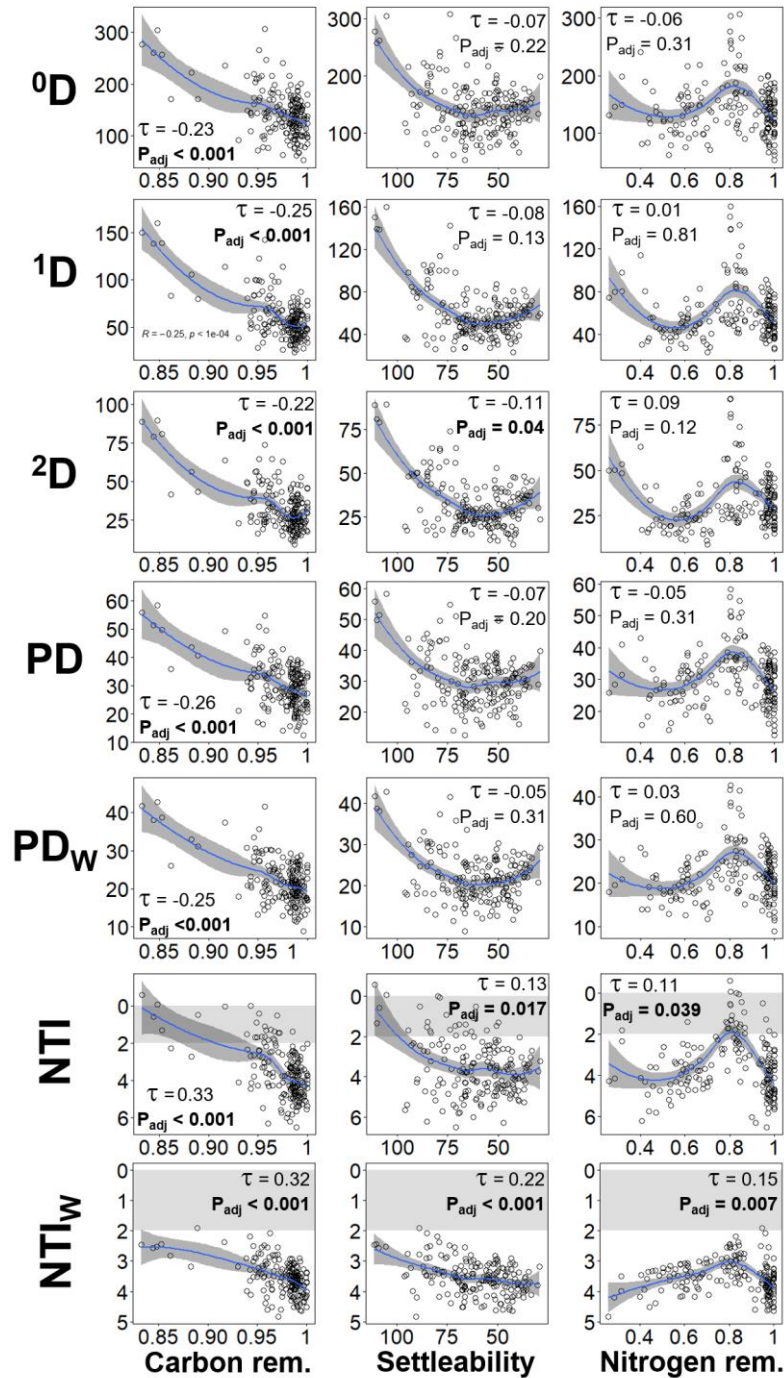 ⁰D
300
200
100
τ = -0.23
P_adj < 0.001
0.85 0.90 0.95 1
300
200
100
τ = -0.07
P_adj = 0.22
100 75 50
300
200
100
τ = -0.06
P_adj = 0.31
0.4 0.6 0.8 1
¹D
150
100
50
τ = -0.25
P_adj < 0.001
R = −0.25, p < 1e−04
0.85 0.90 0.95 1
160
120
80
40
τ = -0.08
P_adj = 0.13
100 75 50
160
120
80
40
τ = 0.01
P_adj = 0.81
0.4 0.6 0.8 1
²D
100
75
50
25
τ = -0.22
P_adj < 0.001
0.85 0.90 0.95 1
75
50
25
τ = -0.11
P_adj = 0.04
100 75 50
75
50
25
τ = 0.09
P_adj = 0.12
0.4 0.6 0.8 1
PD
60
50
40
30
20
10
τ = -0.26
P_adj < 0.001
0.85 0.90 0.95 1
60
50
40
30
20
τ = -0.07
P_adj = 0.20
100 75 50
60
50
40
30
20
τ = -0.05
P_adj = 0.31
0.4 0.6 0.8 1
PD_W
40
30
20
10
τ = -0.25
P_adj <0.001
0.85 0.90 0.95 1
40
30
20
10
τ = -0.05
P_adj = 0.31
100 75 50
40
30
20
10
τ = 0.03
P_adj = 0.60
0.4 0.6 0.8 1
NTI
0
2
4
6
τ = 0.33
P_adj < 0.001
0.85 0.90 0.95 1
0
2
4
6
τ = 0.13
P_adj = 0.017
100 75 50
0
2
4
6
τ = 0.11
P_adj = 0.039
0.4 0.6 0.8 1
NTI_W
0
1
2
3
4
5
τ = 0.32
P_adj < 0.001
0.85 0.90 0.95 1
0
1
2
3
4
5
τ = 0.22
P_adj < 0.001
100 75 50
0
1
2
3
4
5
τ = 0.15
P_adj = 0.007
0.4 0.6 0.8 1
Carbon rem. Settleability Nitrogen rem.